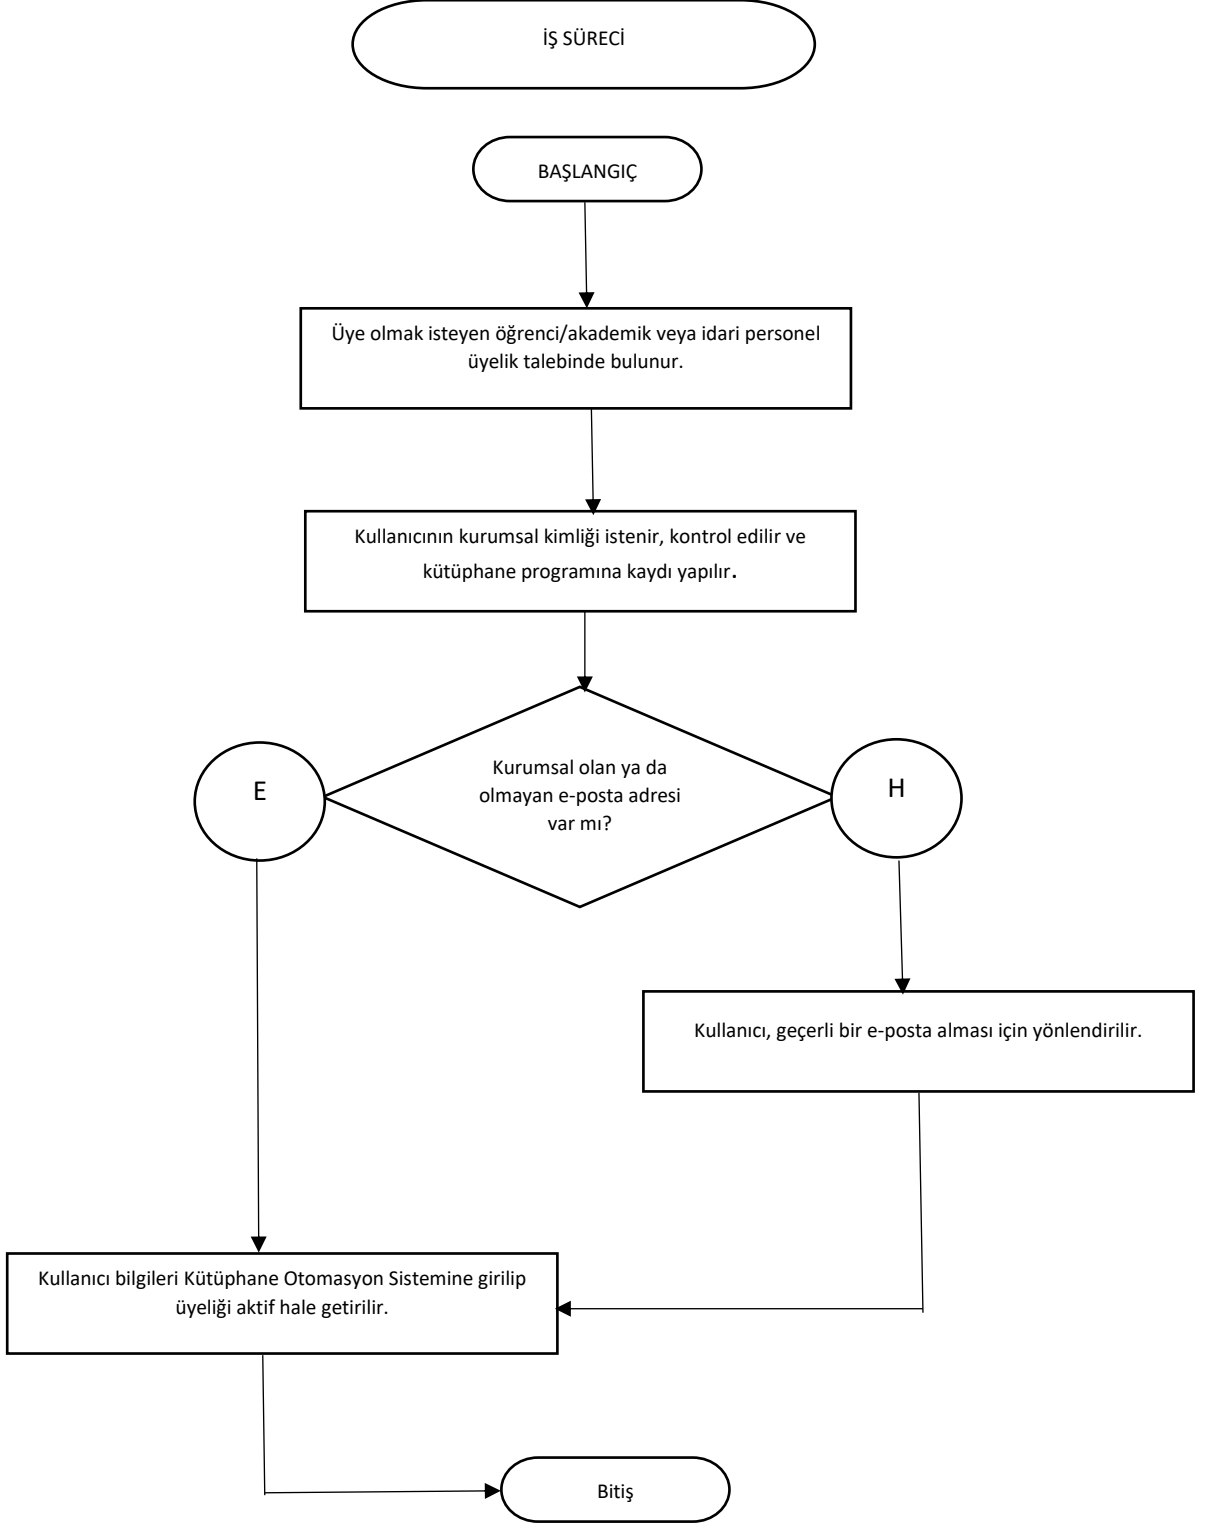 İŞ SÜRECİ
BAŞLANGIÇ
Üye olmak isteyen öğrenci/akademik veya idari personel
üyelik talebinde bulunur.
Kullanıcının kurumsal kimliği istenir, kontrol edilir ve
kütüphane programına kaydı yapılır.
E
Kurumsal olan ya da
olmayan e-posta adresi
var mı?
H
Kullanıcı, geçerli bir e-posta alması için yönlendirilir.
Kullanıcı bilgileri Kütüphane Otomasyon Sistemine girilip
üyeliği aktif hale getirilir.
Bitiş